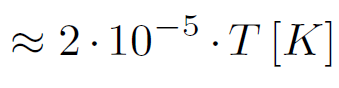 ≈ 2 · 10⁻⁵ · T [K]